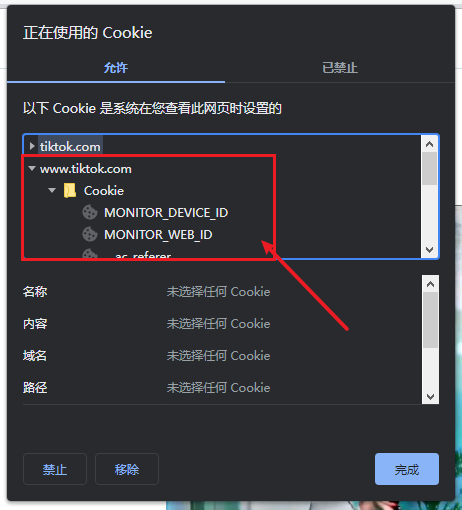 正在使用的 Cookie
允许 已禁止
以下 Cookie 是系统在您查看此网页时设置的
tiktok.com
www.tiktok.com
Cookie
MONITOR_DEVICE_ID
MONITOR_WEB_ID
ac_referer
名称 未选择任何 Cookie
内容 未选择任何 Cookie
域名 未选择任何 Cookie
路径 未选择任何 Cookie
禁止 移除 完成